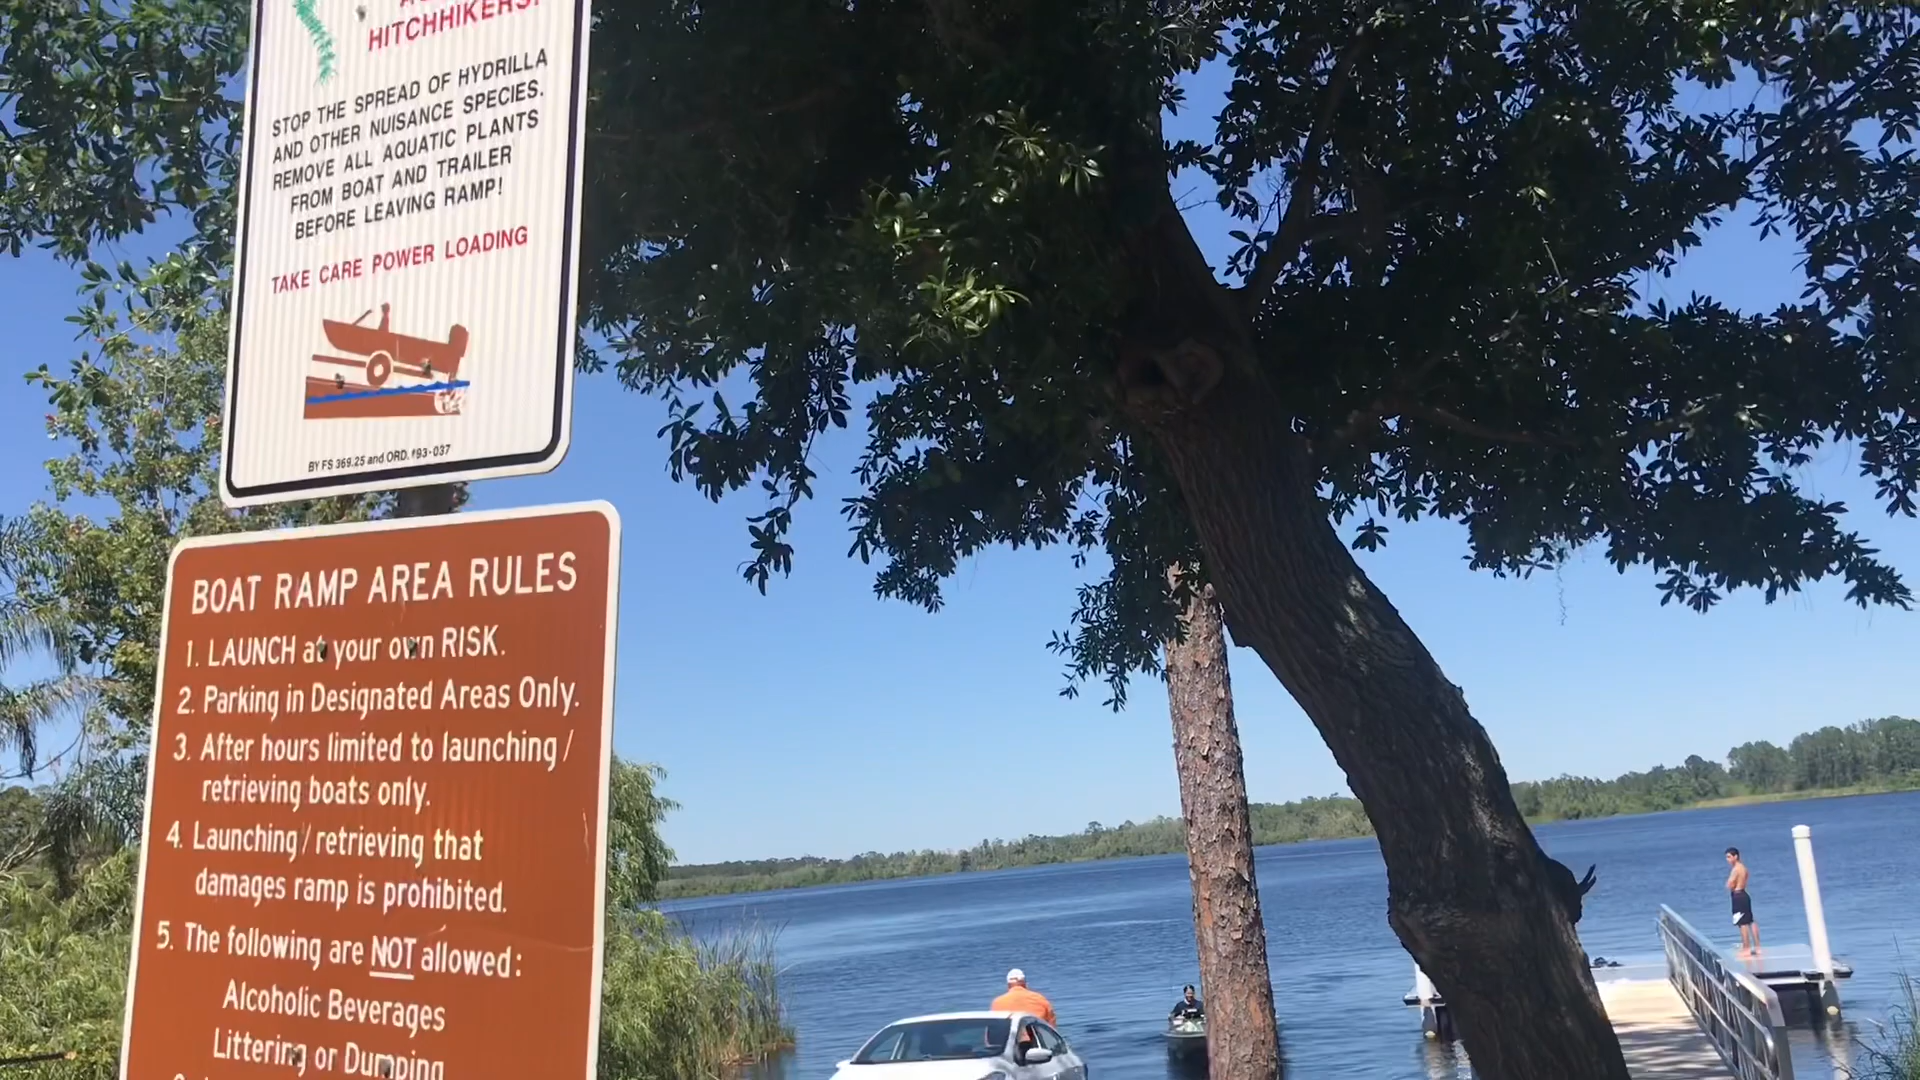 HITCHHIKERS!
STOP THE SPREAD OF HYDRILLA
AND OTHER NUISANCE SPECIES.
REMOVE ALL AQUATIC PLANTS
FROM BOAT AND TRAILER
BEFORE LEAVING RAMP!
TAKE CARE POWER LOADING
BY FS 369.25 and ORD. #93-037
BOAT RAMP AREA RULES
1. LAUNCH at your own RISK.
2. Parking in Designated Areas Only.
3. After hours limited to launching /
retrieving boats only.
4. Launching / retrieving that
damages ramp is prohibited.
5. The following are NOT allowed:
Alcoholic Beverages
Littering or Dumping